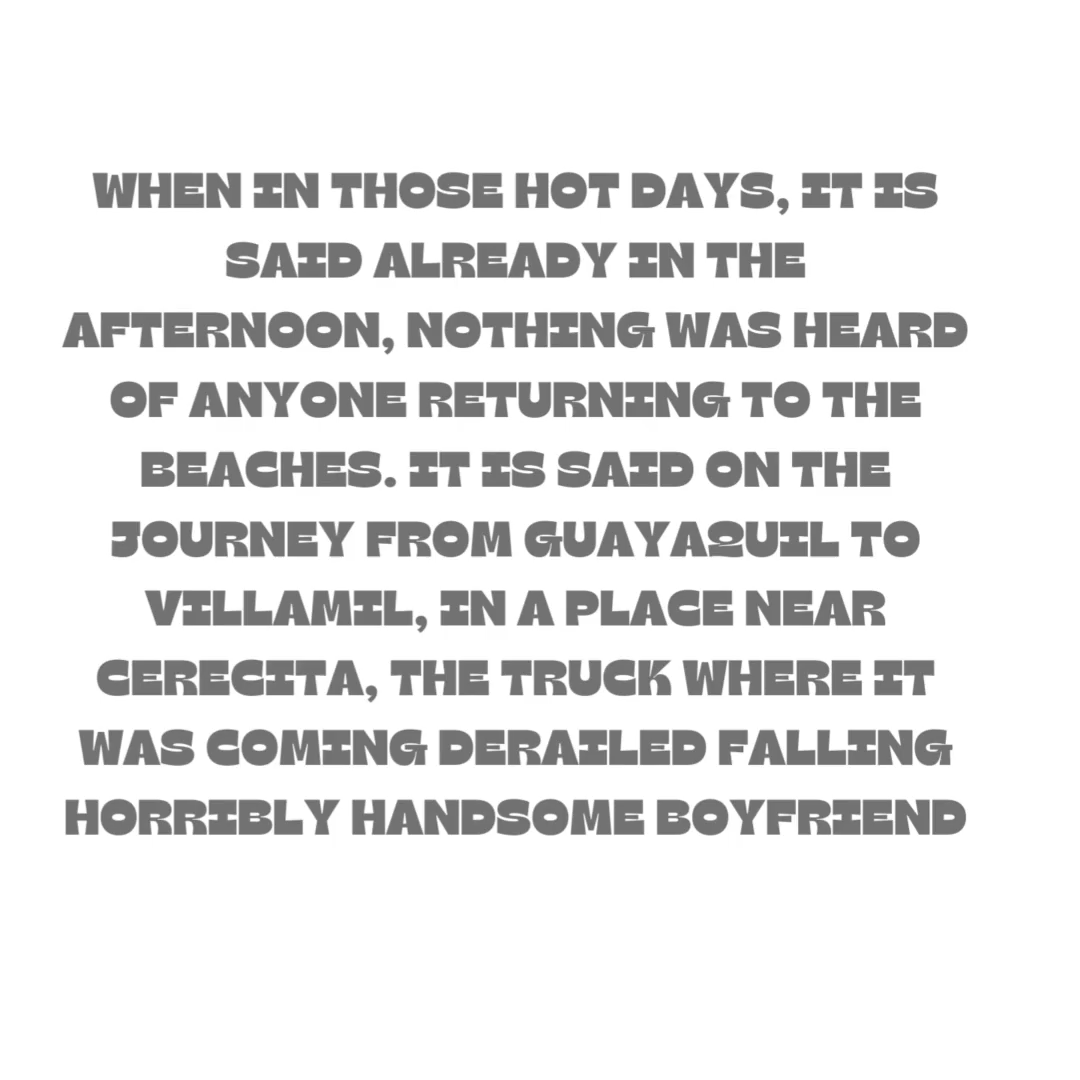 WHEN IN THOSE HOT DAYS, IT IS
SAID ALREADY IN THE
AFTERNOON, NOTHING WAS HEARD
OF ANYONE RETURNING TO THE
BEACHES. IT IS SAID ON THE
JOURNEY FROM GUAYAQUIL TO
VILLAMIL, IN A PLACE NEAR
CERECITA, THE TRUCK WHERE IT
WAS COMING DERAILED FALLING
HORRIBLY HANDSOME BOYFRIEND